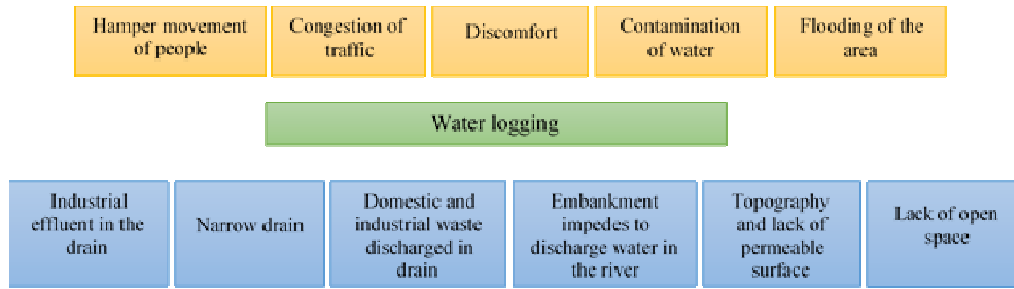 Hamper movement
of people
Congestion of
traffic
Discomfort
Contamination
of water
Flooding of the
area
Water logging
Industrial
effluent in the
drain
Narrow drain
Domestic and
industrial waste
discharged in
drain
Embankment
impedes to
discharge water in
the river
Topography
and lack of
permeable
surface
Lack of open
space